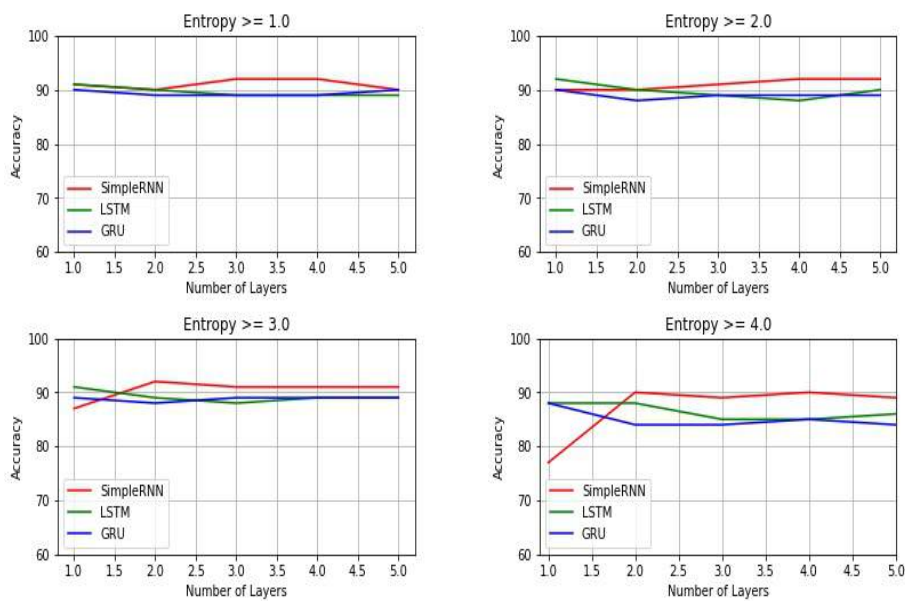 Entropy >= 1.0
100
90
80
70
60
Accuracy
SimpleRNN
LSTM
GRU
1.0 1.5 2.0 2.5 3.0 3.5 4.0 4.5 5.0
Number of Layers
Entropy >= 2.0
100
90
80
70
60
Accuracy
SimpleRNN
LSTM
GRU
1.0 1.5 2.0 2.5 3.0 3.5 4.0 4.5 5.0
Number of Layers
Entropy >= 3.0
100
90
80
70
60
Accuracy
SimpleRNN
LSTM
GRU
1.0 1.5 2.0 2.5 3.0 3.5 4.0 4.5 5.0
Number of Layers
Entropy >= 4.0
100
90
80
70
60
Accuracy
SimpleRNN
LSTM
GRU
1.0 1.5 2.0 2.5 3.0 3.5 4.0 4.5 5.0
Number of Layers